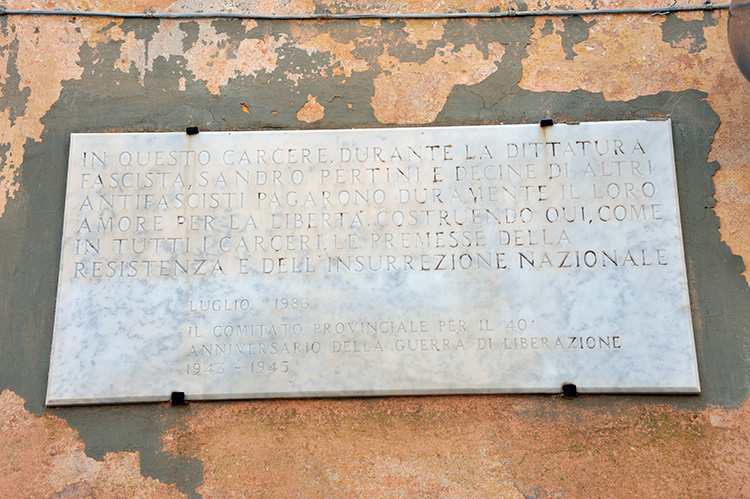 IN QUESTO CARCERE, DURANTE LA DITTATURA
FASCISTA, SANDRO PERTINI E DECINE DI ALTRI
ANTIFASCISTI PAGARONO DURAMENTE IL LORO
AMORE PER LA LIBERTÀ, COSTRUENDO QUI, COME
IN TUTTI I CARCERI, LE PREMESSE DELLA
RESISTENZA E DELL'INSURREZIONE NAZIONALE
LUGLIO 1983
IL COMITATO PROVINCIALE PER IL 40°
ANNIVERSARIO DELLA GUERRA DI LIBERAZIONE
1943 - 1945